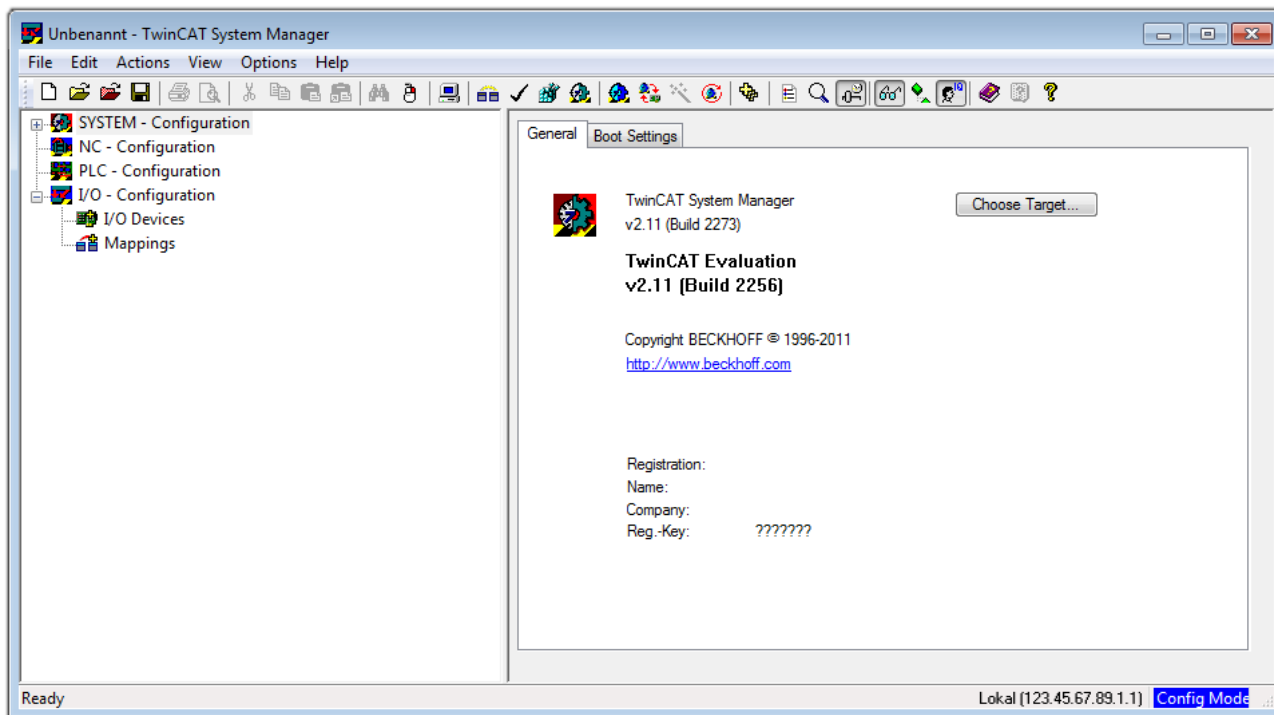 Unbenannt - TwinCAT System Manager
File Edit Actions View Options Help
SYSTEM - Configuration
NC - Configuration
PLC - Configuration
I/O - Configuration
I/O Devices
Mappings
General Boot Settings
TwinCAT System Manager
v2.11 (Build 2273)
Choose Target...
TwinCAT Evaluation
v2.11 (Build 2256)
Copyright BECKHOFF © 1996-2011
http://www.beckhoff.com
Registration:
Name:
Company:
Reg.-Key: ???????
Ready Lokal (123.45.67.89.1.1) Config Mode